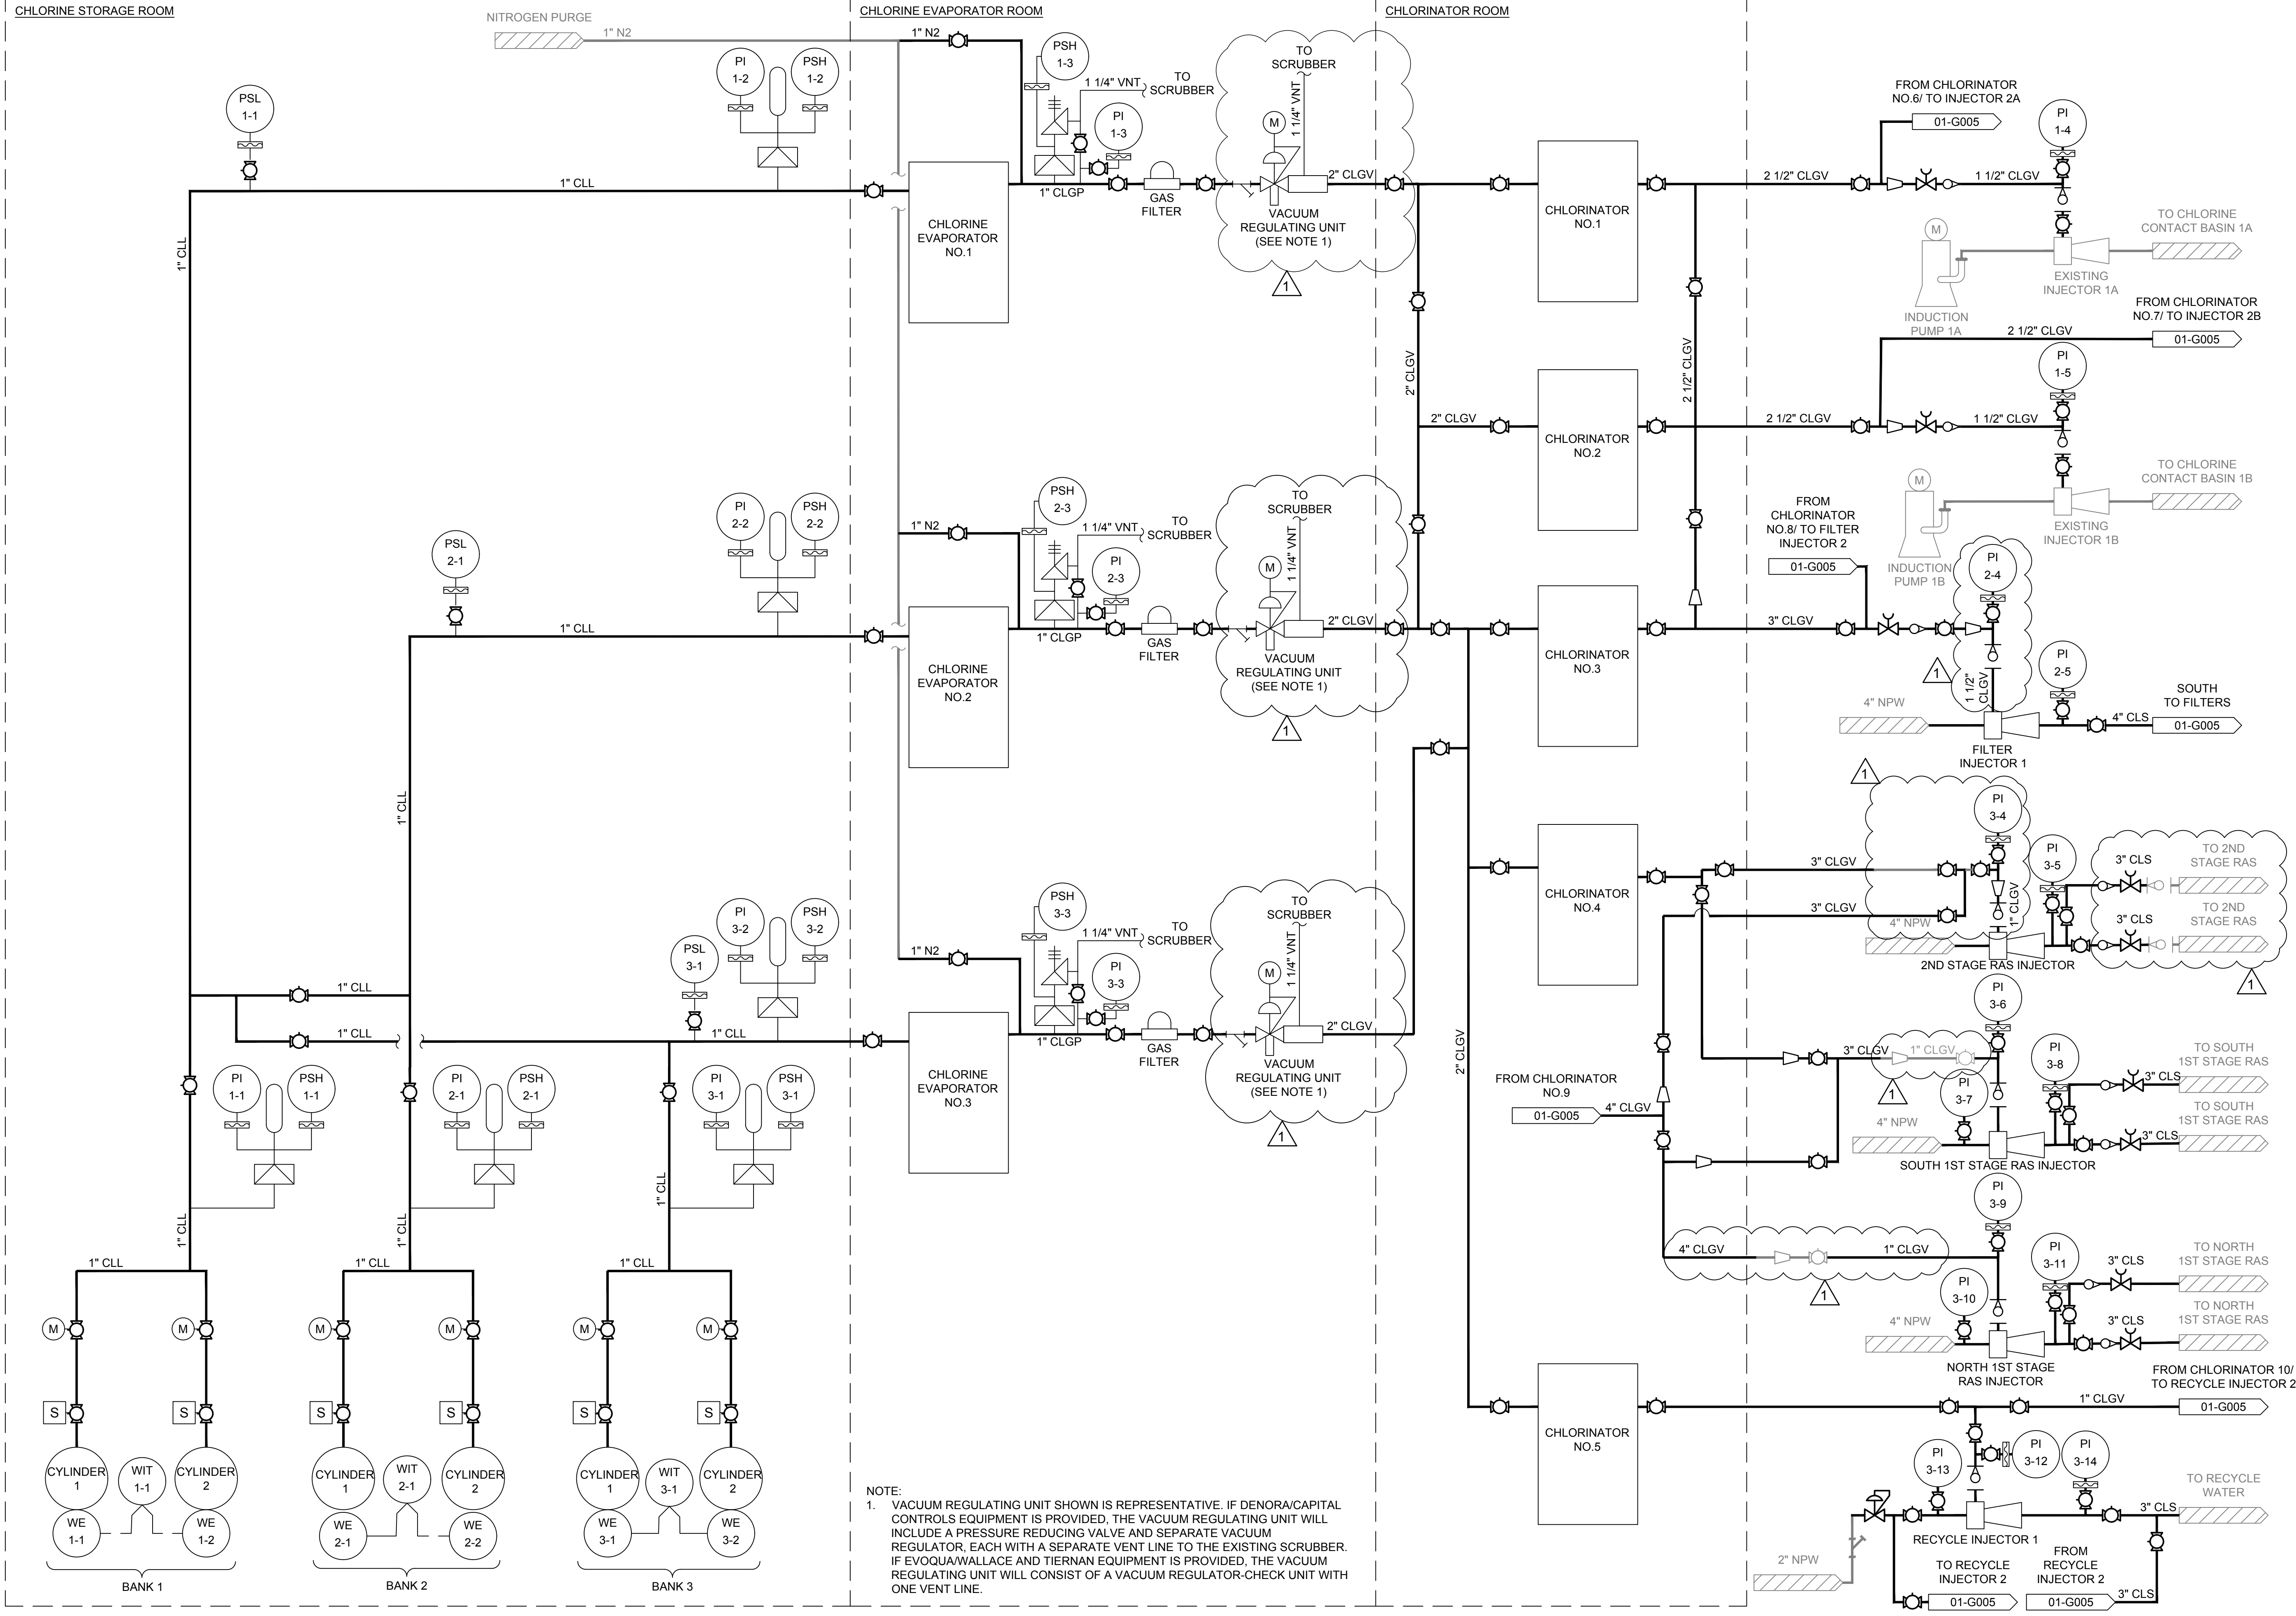 CHLORINE STORAGE ROOM
CHLORINE EVAPORATOR ROOM
CHLORINATOR ROOM
NITROGEN PURGE
1" N2
1" N2
PSL
1-1
PI
1-2
PSH
1-2
PSH
1-3
1 1/4" VNT
TO
SCRUBBER
PI
1-3
TO
SCRUBBER
1 1/4" VNT
M
1" CLL
1" CLL
CHLORINE
EVAPORATOR
NO.1
1" CLGP
GAS
FILTER
VACUUM
REGULATING UNIT
(SEE NOTE 1)
1
2" CLGV
CHLORINATOR
NO.1
FROM CHLORINATOR
NO.6/ TO INJECTOR 2A
01-G005
PI
1-4
2 1/2" CLGV
1 1/2" CLGV
TO CHLORINE
CONTACT BASIN 1A
M
INDUCTION
PUMP 1A
EXISTING
INJECTOR 1A
FROM CHLORINATOR
NO.7/ TO INJECTOR 2B
2 1/2" CLGV
01-G005
2" CLGV
2 1/2" CLGV
2" CLGV
CHLORINATOR
NO.2
PI
1-5
2 1/2" CLGV
1 1/2" CLGV
TO CHLORINE
CONTACT BASIN 1B
M
INDUCTION
PUMP 1B
EXISTING
INJECTOR 1B
PSL
2-1
PI
2-2
PSH
2-2
1" N2
PSH
2-3
1 1/4" VNT
TO
SCRUBBER
PI
2-3
TO
SCRUBBER
1 1/4" VNT
M
1" CLL
1" CLL
CHLORINE
EVAPORATOR
NO.2
1" CLGP
GAS
FILTER
VACUUM
REGULATING UNIT
(SEE NOTE 1)
1
2" CLGV
CHLORINATOR
NO.3
FROM
CHLORINATOR
NO.8/ TO FILTER
INJECTOR 2
01-G005
3" CLGV
PI
2-4
1
1 1/2"
CLGV
PI
2-5
4" NPW
SOUTH
TO FILTERS
4" CLS
01-G005
FILTER
INJECTOR 1
1
PI
3-4
CHLORINATOR
NO.4
3" CLGV
3" CLGV
1" CLGV
PI
3-5
3" CLS
TO 2ND
STAGE RAS
3" CLS
TO 2ND
STAGE RAS
4" NPW
2ND STAGE RAS INJECTOR
1
PSL
3-1
PI
3-2
PSH
3-2
1" N2
PSH
3-3
1 1/4" VNT
TO
SCRUBBER
PI
3-3
TO
SCRUBBER
1 1/4" VNT
M
1" CLL
1" CLL
1" CLL
CHLORINE
EVAPORATOR
NO.3
1" CLGP
GAS
FILTER
VACUUM
REGULATING UNIT
(SEE NOTE 1)
1
2" CLGV
2" CLGV
FROM CHLORINATOR
NO.9
01-G005
4" CLGV
PI
3-6
3" CLGV
1" CLGV
1
PI
3-7
PI
3-8
TO SOUTH
1ST STAGE RAS
3" CLS
TO SOUTH
1ST STAGE RAS
3" CLS
4" NPW
SOUTH 1ST STAGE RAS INJECTOR
PI
3-9
4" CLGV
1" CLGV
1
PI
3-10
PI
3-11
3" CLS
TO NORTH
1ST STAGE RAS
3" CLS
TO NORTH
1ST STAGE RAS
4" NPW
NORTH 1ST STAGE
RAS INJECTOR
PI
1-1
PSH
1-1
PI
2-1
PSH
2-1
PI
3-1
PSH
3-1
1" CLL
1" CLL
1" CLL
1" CLL
1" CLL
1" CLL
M
M
M
M
M
M
S
S
S
S
S
S
CYLINDER
1
WIT
1-1
CYLINDER
2
WE
1-1
WE
1-2
BANK 1
CYLINDER
1
WIT
2-1
CYLINDER
2
WE
2-1
WE
2-2
BANK 2
CYLINDER
1
WIT
3-1
CYLINDER
2
WE
3-1
WE
3-2
BANK 3
NOTE:
1. VACUUM REGULATING UNIT SHOWN IS REPRESENTATIVE. IF DENORA/CAPITAL
CONTROLS EQUIPMENT IS PROVIDED, THE VACUUM REGULATING UNIT WILL
INCLUDE A PRESSURE REDUCING VALVE AND SEPARATE VACUUM
REGULATOR, EACH WITH A SEPARATE VENT LINE TO THE EXISTING SCRUBBER.
IF EVOQUA/WALLACE AND TIERNAN EQUIPMENT IS PROVIDED, THE VACUUM
REGULATING UNIT WILL CONSIST OF A VACUUM REGULATOR-CHECK UNIT WITH
ONE VENT LINE.
CHLORINATOR
NO.5
FROM CHLORINATOR 10/
TO RECYCLE INJECTOR 2
1" CLGV
01-G005
PI
3-13
PI
3-12
PI
3-14
TO RECYCLE
WATER
3" CLS
RECYCLE INJECTOR 1
2" NPW
TO RECYCLE
INJECTOR 2
01-G005
FROM
RECYCLE
INJECTOR 2
01-G005
3" CLS